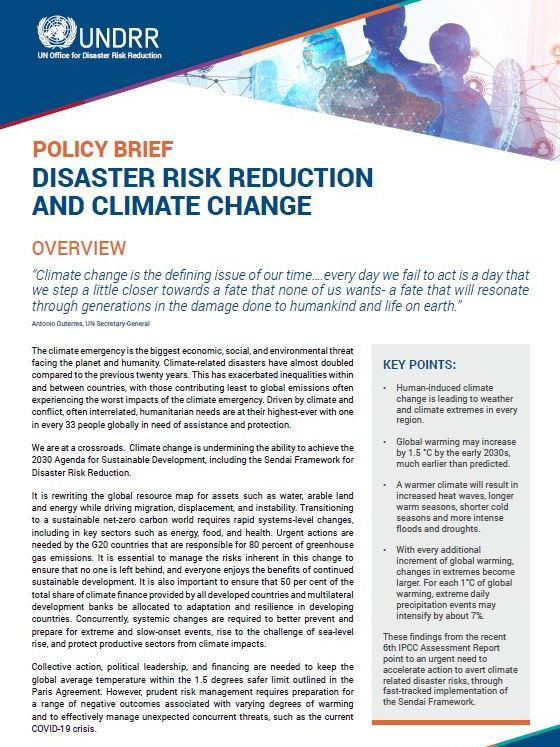 UNDRR
UN Office for Disaster Risk Reduction
POLICY BRIEF
DISASTER RISK REDUCTION
AND CLIMATE CHANGE
OVERVIEW
“Climate change is the defining issue of our time....every day we fail to act is a day that
we step a little closer towards a fate that none of us wants- a fate that will resonate
through generations in the damage done to humankind and life on earth.”
Antonio Guterres, UN Secretary-General
The climate emergency is the biggest economic, social, and environmental threat
facing the planet and humanity. Climate-related disasters have almost doubled
compared to the previous twenty years. This has exacerbated inequalities within
and between countries, with those contributing least to global emissions often
experiencing the worst impacts of the climate emergency. Driven by climate and
conflict, often interrelated, humanitarian needs are at their highest-ever with one
in every 33 people globally in need of assistance and protection.
We are at a crossroads. Climate change is undermining the ability to achieve the
2030 Agenda for Sustainable Development, including the Sendai Framework for
Disaster Risk Reduction.
It is rewriting the global resource map for assets such as water, arable land
and energy while driving migration, displacement, and instability. Transitioning
to a sustainable net-zero carbon world requires rapid systems-level changes,
including in key sectors such as energy, food, and health. Urgent actions are
needed by the G20 countries that are responsible for 80 percent of greenhouse
gas emissions. It is essential to manage the risks inherent in this change to
ensure that no one is left behind, and everyone enjoys the benefits of continued
sustainable development. It is also important to ensure that 50 per cent of the
total share of climate finance provided by all developed countries and multilateral
development banks be allocated to adaptation and resilience in developing
countries. Concurrently, systemic changes are required to better prevent and
prepare for extreme and slow-onset events, rise to the challenge of sea-level
rise, and protect productive sectors from climate impacts.
Collective action, political leadership, and financing are needed to keep the
global average temperature within the 1.5 degrees safer limit outlined in the
Paris Agreement. However, prudent risk management requires preparation for
a range of negative outcomes associated with varying degrees of warming
and to effectively manage unexpected concurrent threats, such as the current
COVID-19 crisis.
KEY POINTS:
• Human-induced climate
change is leading to weather
and climate extremes in every
region.
• Global warming may increase
by 1.5 °C by the early 2030s,
much earlier than predicted.
• A warmer climate will result in
increased heat waves, longer
warm seasons, shorter cold
seasons and more intense
floods and droughts.
• With every additional
increment of global warming,
changes in extremes become
larger. For each 1°C of global
warming, extreme daily
precipitation events may
intensify by about 7%.
These findings from the recent
6th IPCC Assessment Report
point to an urgent need to
accelerate action to avert climate
related disaster risks, through
fast-tracked implementation of
the Sendai Framework.